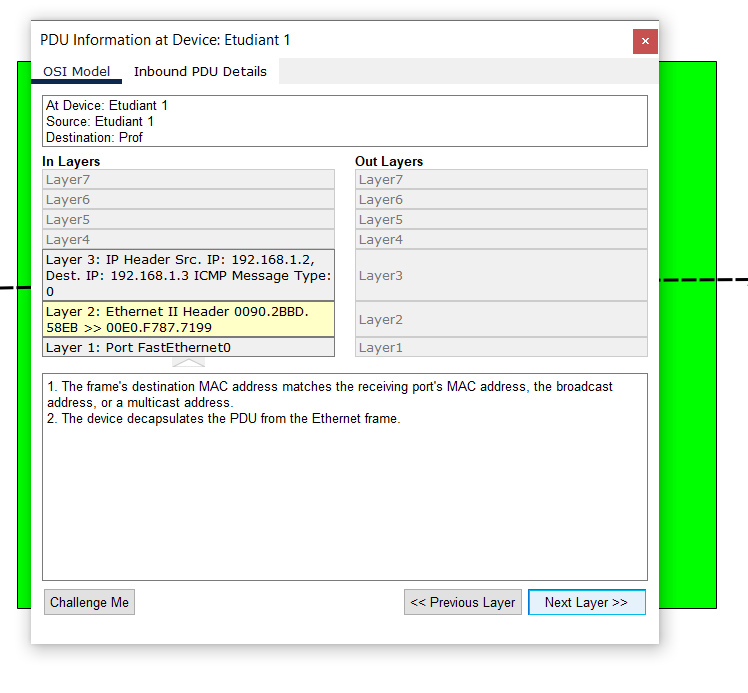 PDU Information at Device: Etudiant 1
×
OSI Model
Inbound PDU Details
At Device: Etudiant 1
Source: Etudiant 1
Destination: Prof
In Layers
Layer7
Layer6
Layer5
Layer4
Layer 3: IP Header Src. IP: 192.168.1.2,
Dest. IP: 192.168.1.3 ICMP Message Type:
0
Layer 2: Ethernet II Header 0090.2BBD.
58EB >> 00E0.F787.7199
Layer 1: Port FastEthernet0
Out Layers
Layer7
Layer6
Layer5
Layer4
Layer3
Layer2
Layer1
1. The frame's destination MAC address matches the receiving port's MAC address, the broadcast
address, or a multicast address.
2. The device decapsulates the PDU from the Ethernet frame.
Challenge Me
<< Previous Layer
Next Layer >>